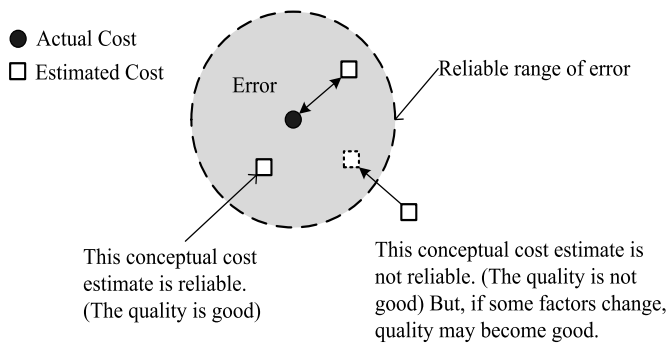 Actual Cost
Estimated Cost
Error
Reliable range of error
This conceptual cost
estimate is reliable.
(The quality is good)
This conceptual cost estimate is
not reliable. (The quality is not
good) But, if some factors change,
quality may become good.